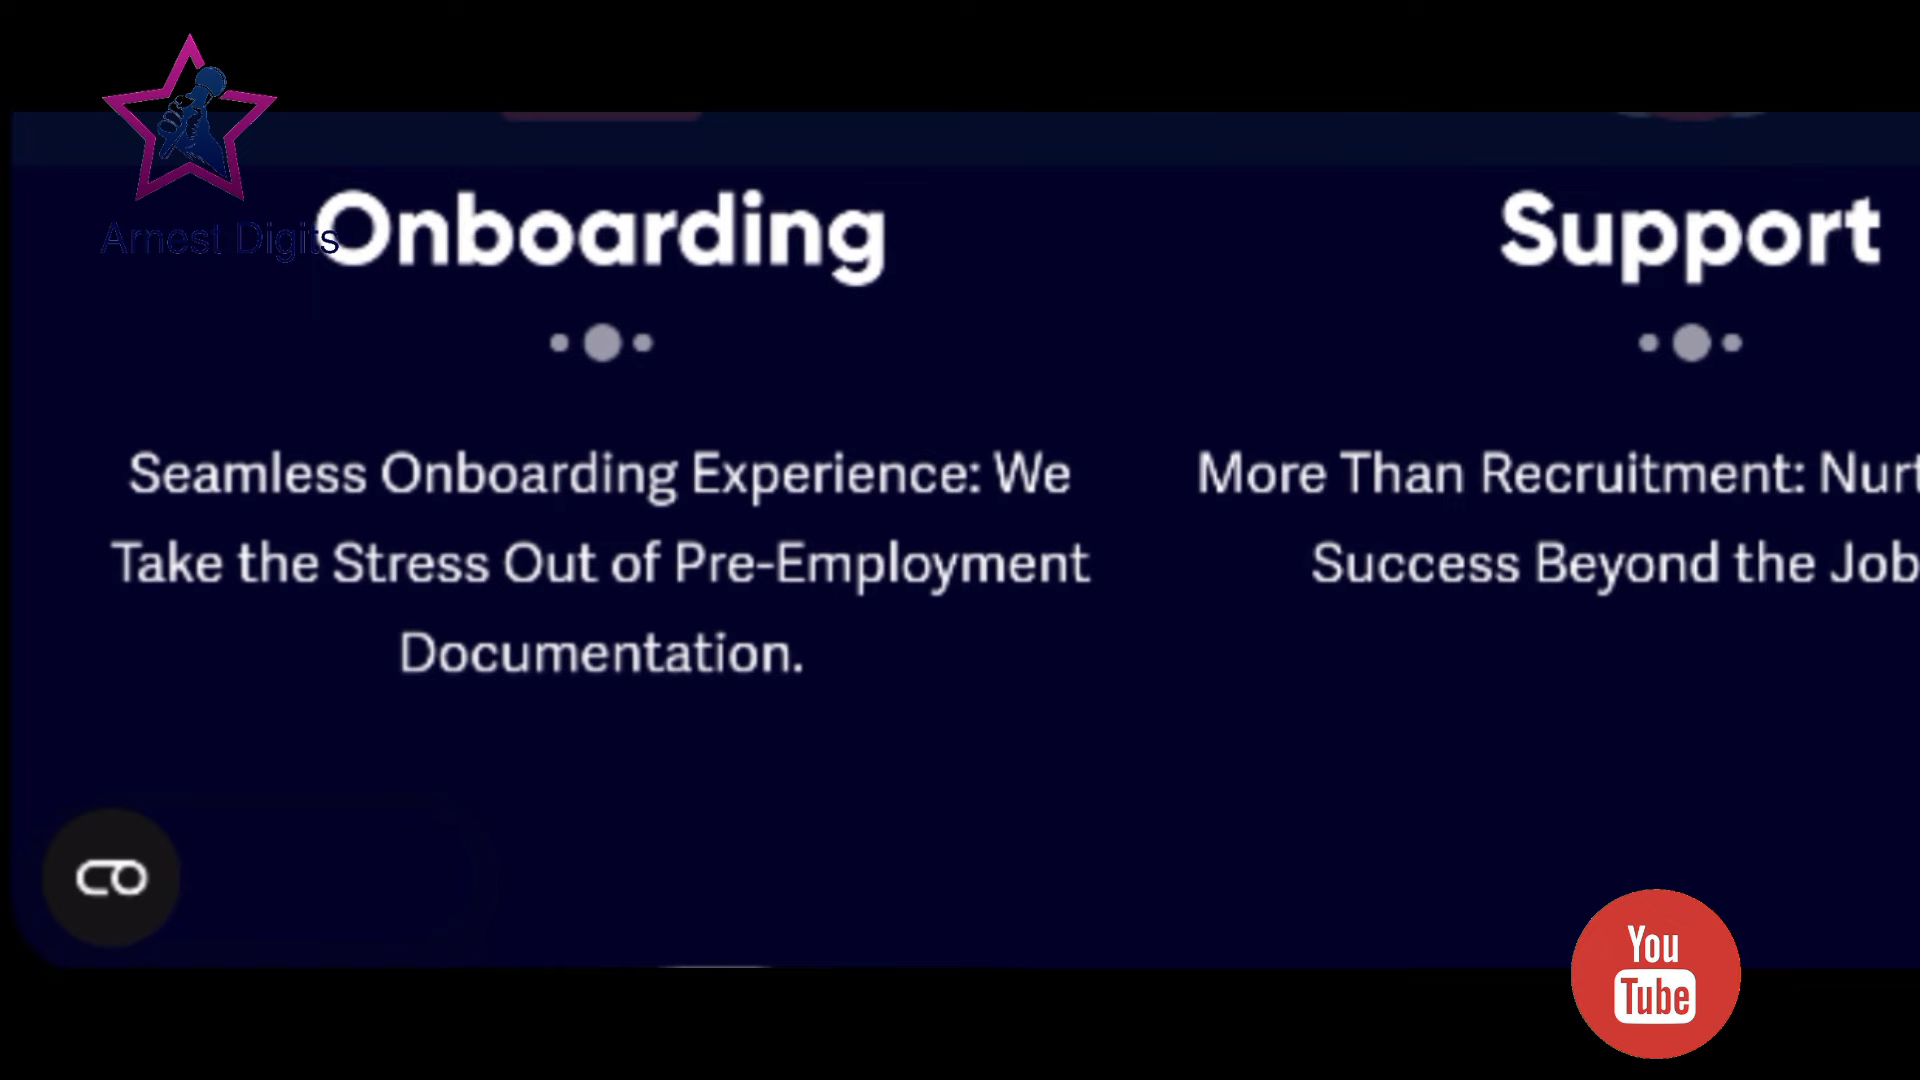 Arnest Digits
Onboarding
Support
Seamless Onboarding Experience: We
Take the Stress Out of Pre-Employment
Documentation.
More Than Recruitment: Nurt
Success Beyond the Job
You
Tube